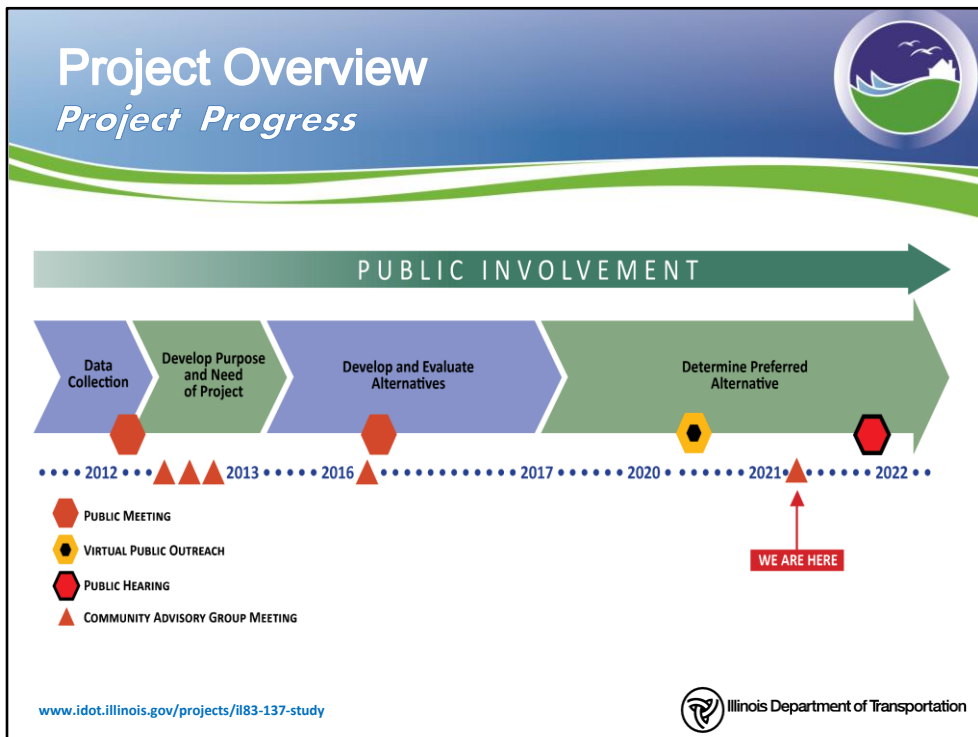 Project Overview
Project Progress
PUBLIC INVOLVEMENT
Data
Collection
Develop Purpose
and Need
of Project
Develop and Evaluate
Alternatives
Determine Preferred
Alternative
2012 2013 2016 2017 2020 2021 2022
PUBLIC MEETING
VIRTUAL PUBLIC OUTREACH
PUBLIC HEARING
COMMUNITY ADVISORY GROUP MEETING
WE ARE HERE
www.idot.illinois.gov/projects/il83-137-study
Illinois Department of Transportation